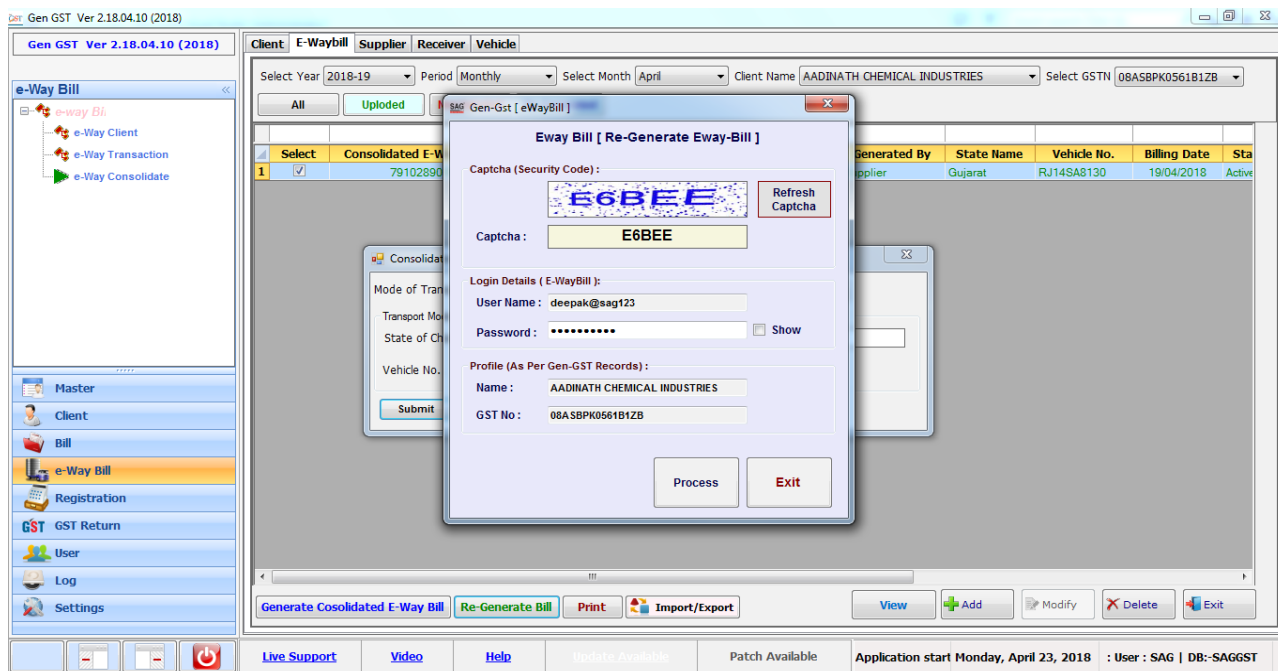 GST Gen GST Ver 2.18.04.10 (2018)
Gen GST Ver 2.18.04.10 (2018)
Client E-Waybill Supplier Receiver Vehicle
Select Year 2018-19 Period Monthly Select Month April Client Name AADINATH CHEMICAL INDUSTRIES Select GSTN 08ASBPK0561B1ZB
All Uploded
e-Way Bill
e-way Bi
e-Way Client
e-Way Transaction
e-Way Consolidate
Select Consolidated E-W Generated By State Name Vehicle No. Billing Date Sta
1 79102890 pplier Gujarat RJ14SA8130 19/04/2018 Active
SAG Gen-Gst [ eWayBill ]
Eway Bill [ Re-Generate Eway-Bill ]
Captcha (Security Code) :
E6BEE
Refresh Captcha
Captcha : E6BEE
Login Details ( E-WayBill ):
User Name : deepak@sag123
Password : •••••••••• Show
Profile (As Per Gen-GST Records) :
Name : AADINATH CHEMICAL INDUSTRIES
GST No : 08ASBPK0561B1ZB
Process Exit
Consolidat
Mode of Tran
Transport Mo
State of Ch
Vehicle No.
Submit
Master
Client
Bill
e-Way Bill
Registration
GST GST Return
User
Log
Settings
Generate Cosolidated E-Way Bill Re-Generate Bill Print Import/Export View Add Modify Delete Exit
Live Support Video Help Update Available Patch Available Application start Monday, April 23, 2018 : User : SAG | DB:-SAGGST